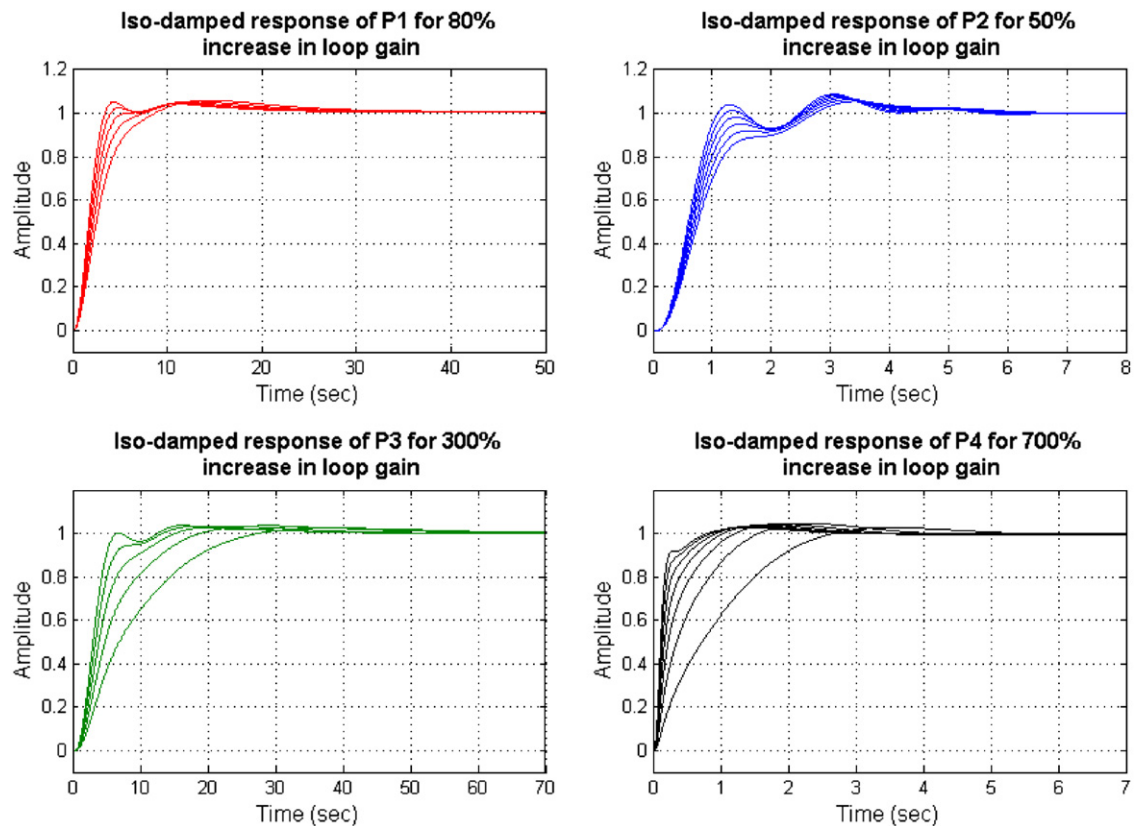 Iso-damped response of P1 for 80%
increase in loop gain
Amplitude
1.2
1
0.8
0.6
0.4
0.2
0
0 10 20 30 40 50
Time (sec)
Iso-damped response of P2 for 50%
increase in loop gain
Amplitude
1.2
1
0.8
0.6
0.4
0.2
0
0 1 2 3 4 5 6 7 8
Time (sec)
Iso-damped response of P3 for 300%
increase in loop gain
Amplitude
1
0.8
0.6
0.4
0.2
0
0 10 20 30 40 50 60 70
Time (sec)
Iso-damped response of P4 for 700%
increase in loop gain
Amplitude
1
0.8
0.6
0.4
0.2
0
0 1 2 3 4 5 6 7
Time (sec)